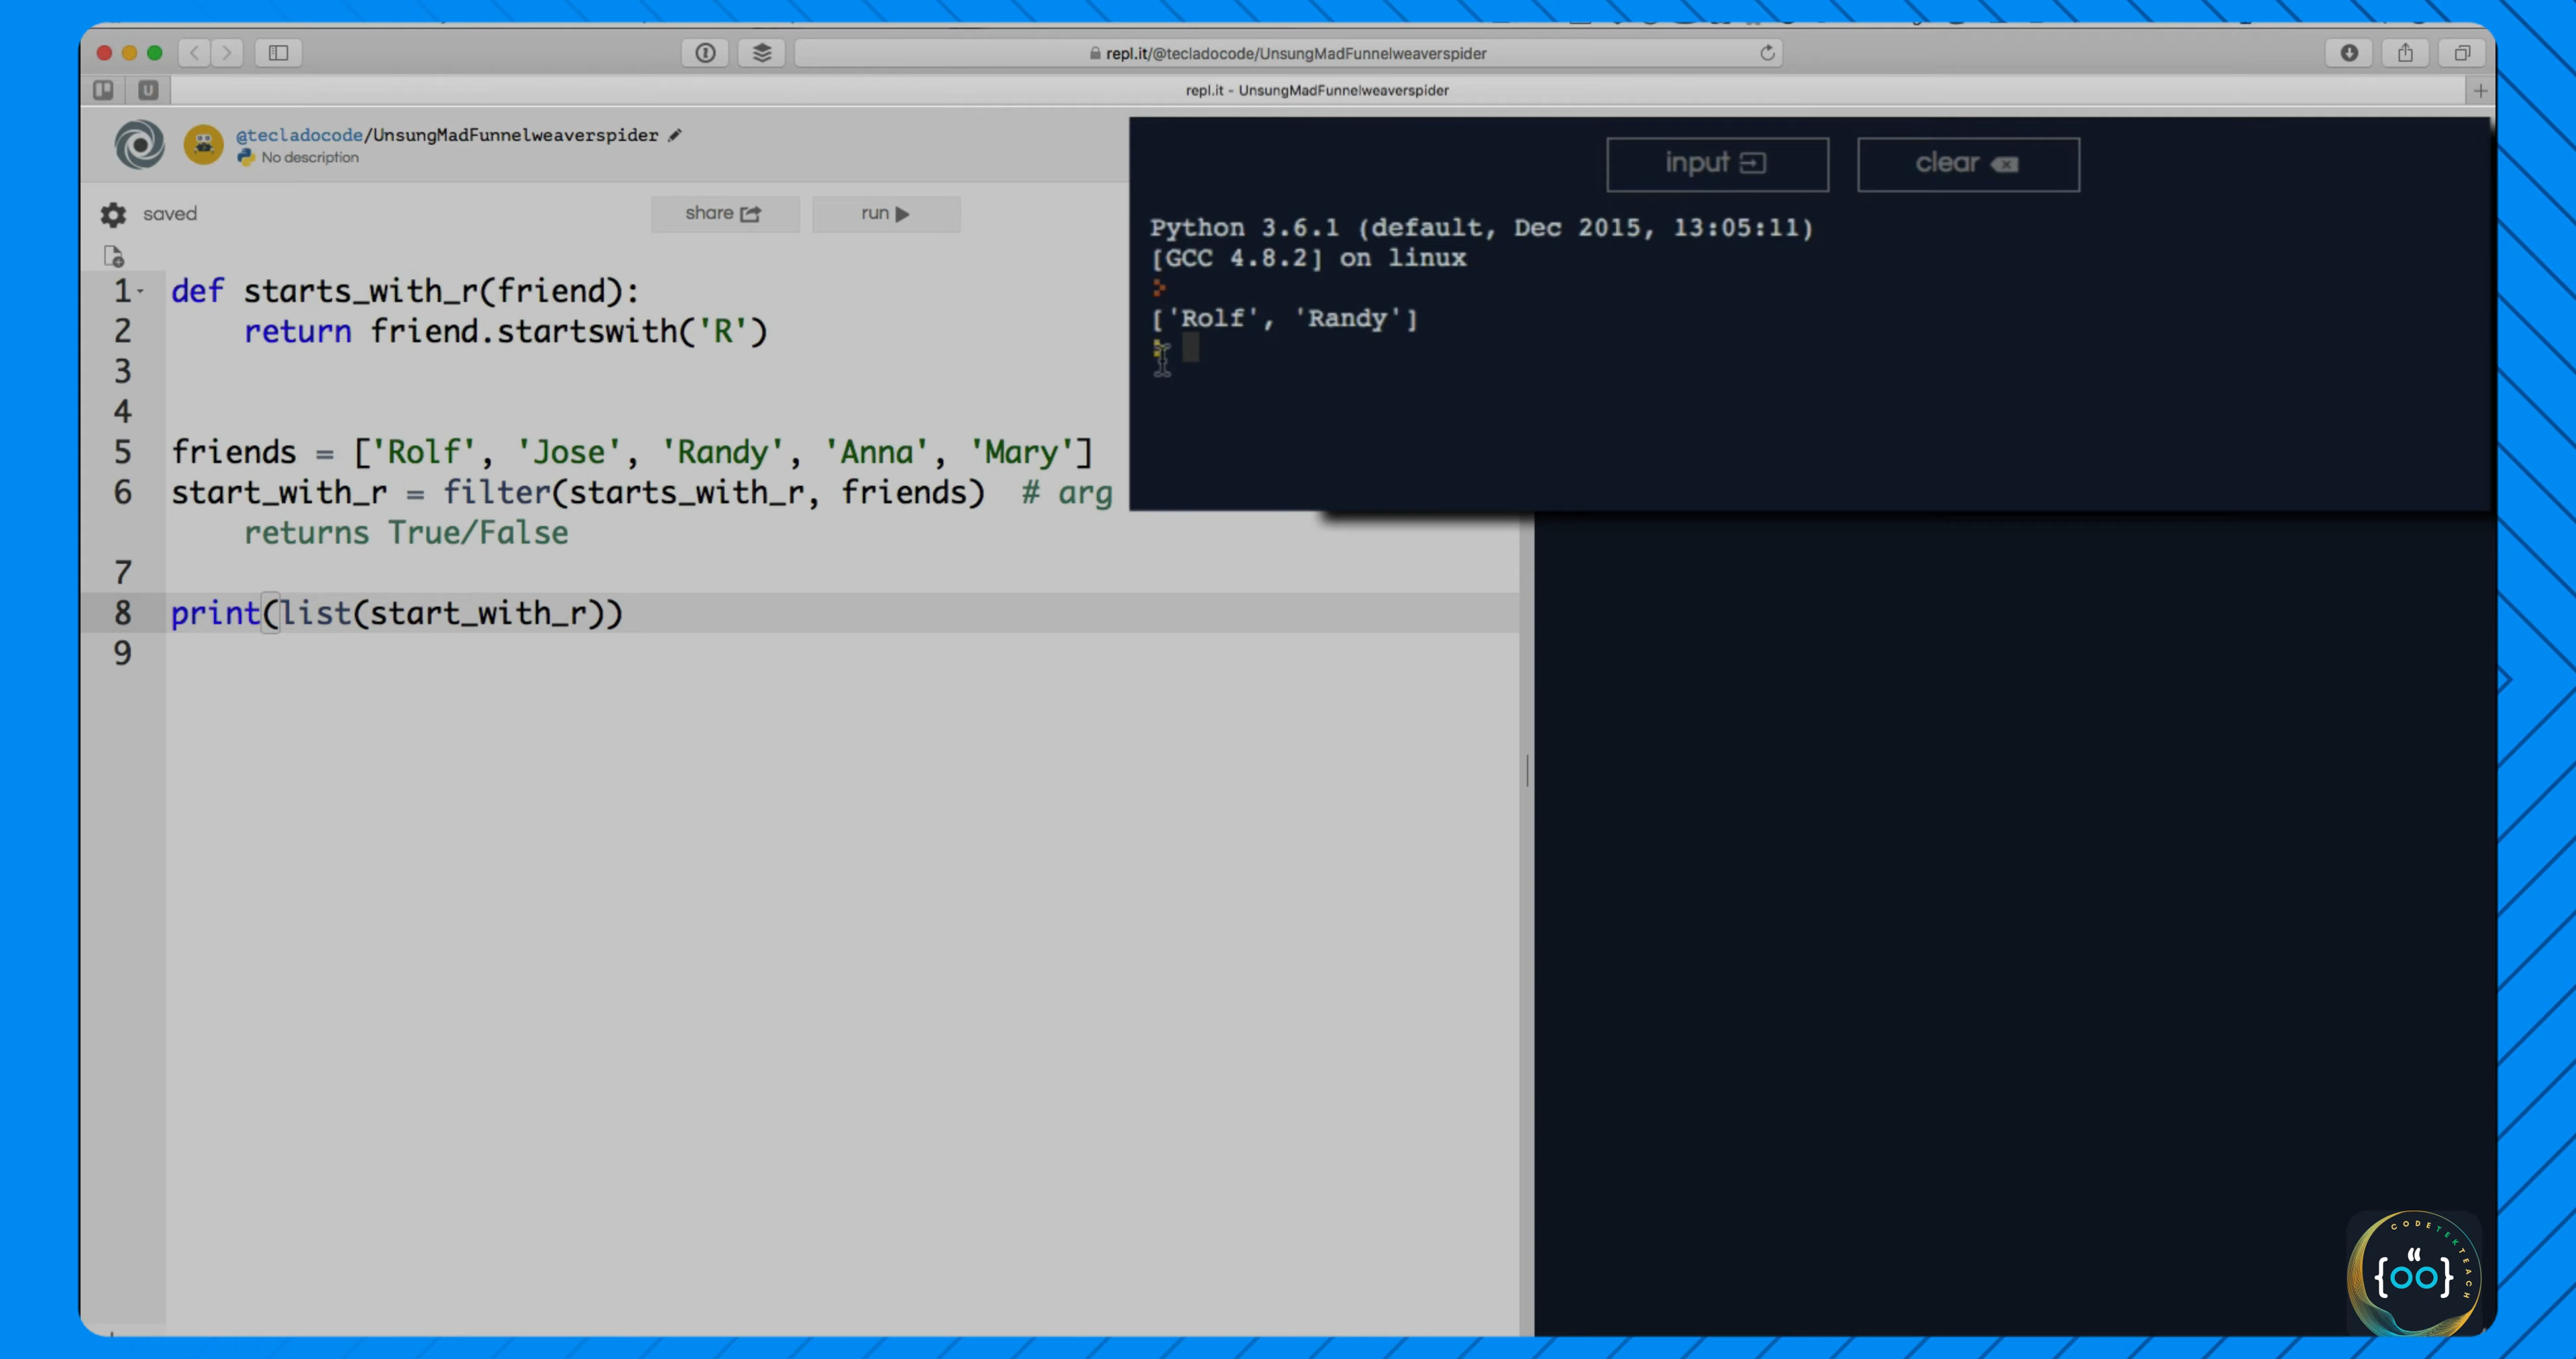 repl.it/@tecladocode/UnsungMadFunnelweaverspider
U
repl.it - UnsungMadFunnelweaverspider
@tecladocode/UnsungMadFunnelweaverspider
No description
saved
share
run
1 def starts_with_r(friend):
2 return friend.startswith('R')
3
4
5 friends = ['Rolf', 'Jose', 'Randy', 'Anna', 'Mary']
6 start_with_r = filter(starts_with_r, friends)  # arg
returns True/False
7
8 print(list(start_with_r))
9
input
clear
Python 3.6.1 (default, Dec 2015, 13:05:11)
[GCC 4.8.2] on linux
['Rolf', 'Randy']
CODETEKTEACH